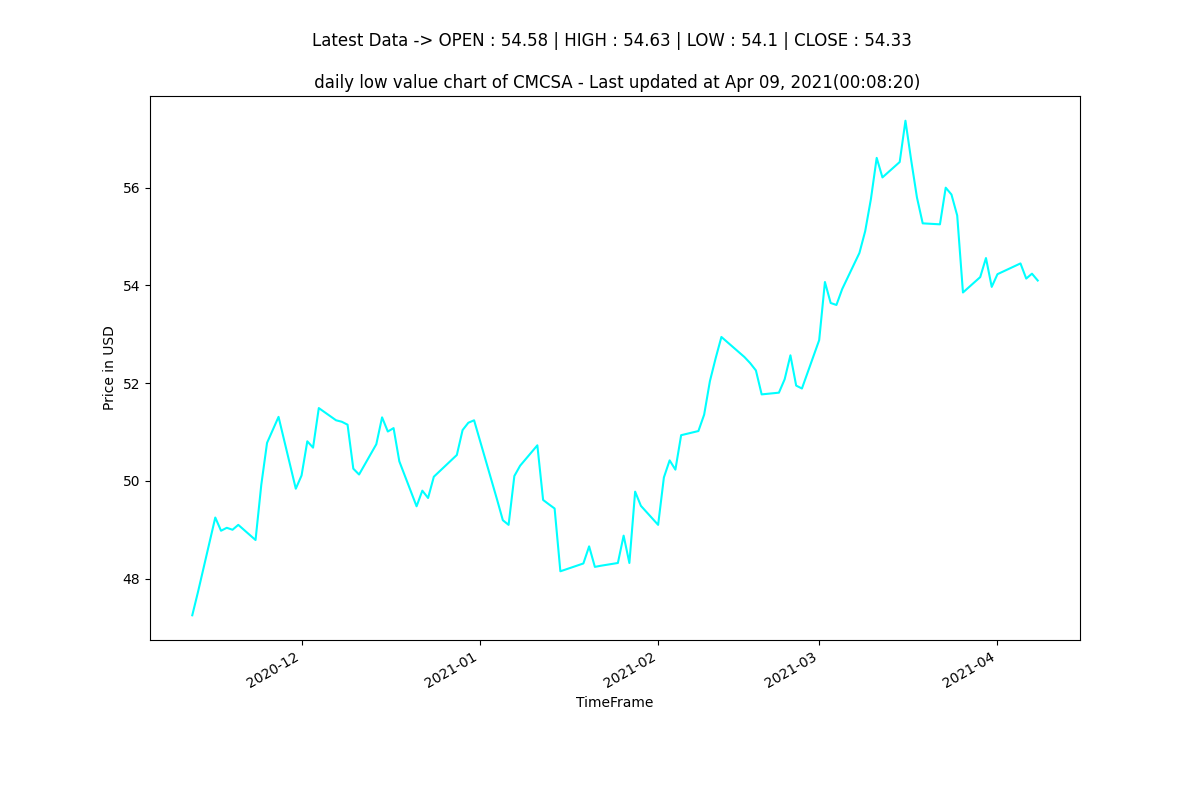 Latest Data -> OPEN : 54.58 | HIGH : 54.63 | LOW : 54.1 | CLOSE : 54.33
daily low value chart of CMCSA - Last updated at Apr 09, 2021(00:08:20)
56
54
52
50
48
Price in USD
2020-12
2021-01
2021-02
2021-03
2021-04
TimeFrame